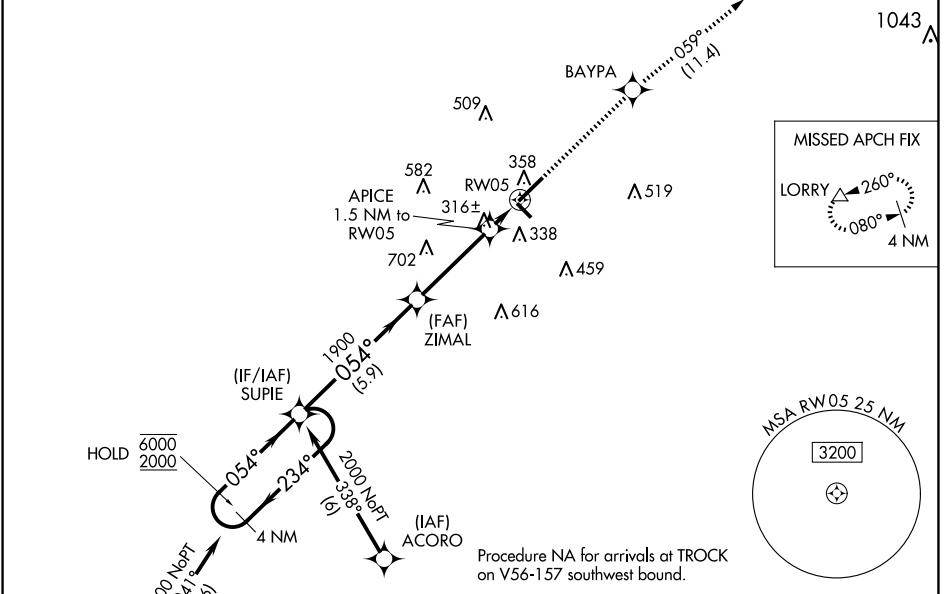 1043
059°
(11.4)
BAYPA
509
MISSED APCH FIX
582
358
RW05
APICE
1.5 NM to
RW05
316±
519
LORRY
260°
080°
4 NM
338
702
459
616
(FAF)
ZIMAL
1900
054°
(5.9)
(IF/IAF)
SUPIE
MSA RW05 25 NM
3200
HOLD
6000
2000
054°
234°
2000 NoPT
338°
(6)
4 NM
(IAF)
ACORO
Procedure NA for arrivals at TROCK
on V56-157 southwest bound.
NoPT